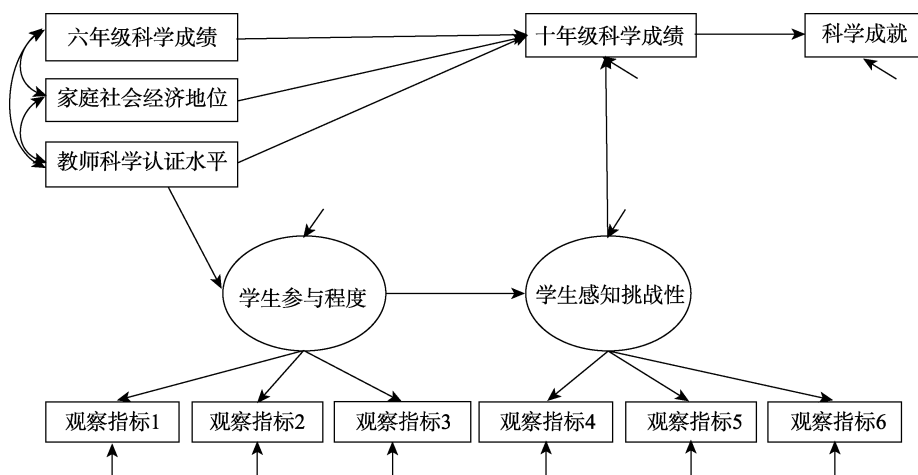 六年级科学成绩
十年级科学成绩
科学成就
家庭社会经济地位
教师科学认证水平
学生参与程度
学生感知挑战性
观察指标1
观察指标2
观察指标3
观察指标4
观察指标5
观察指标6